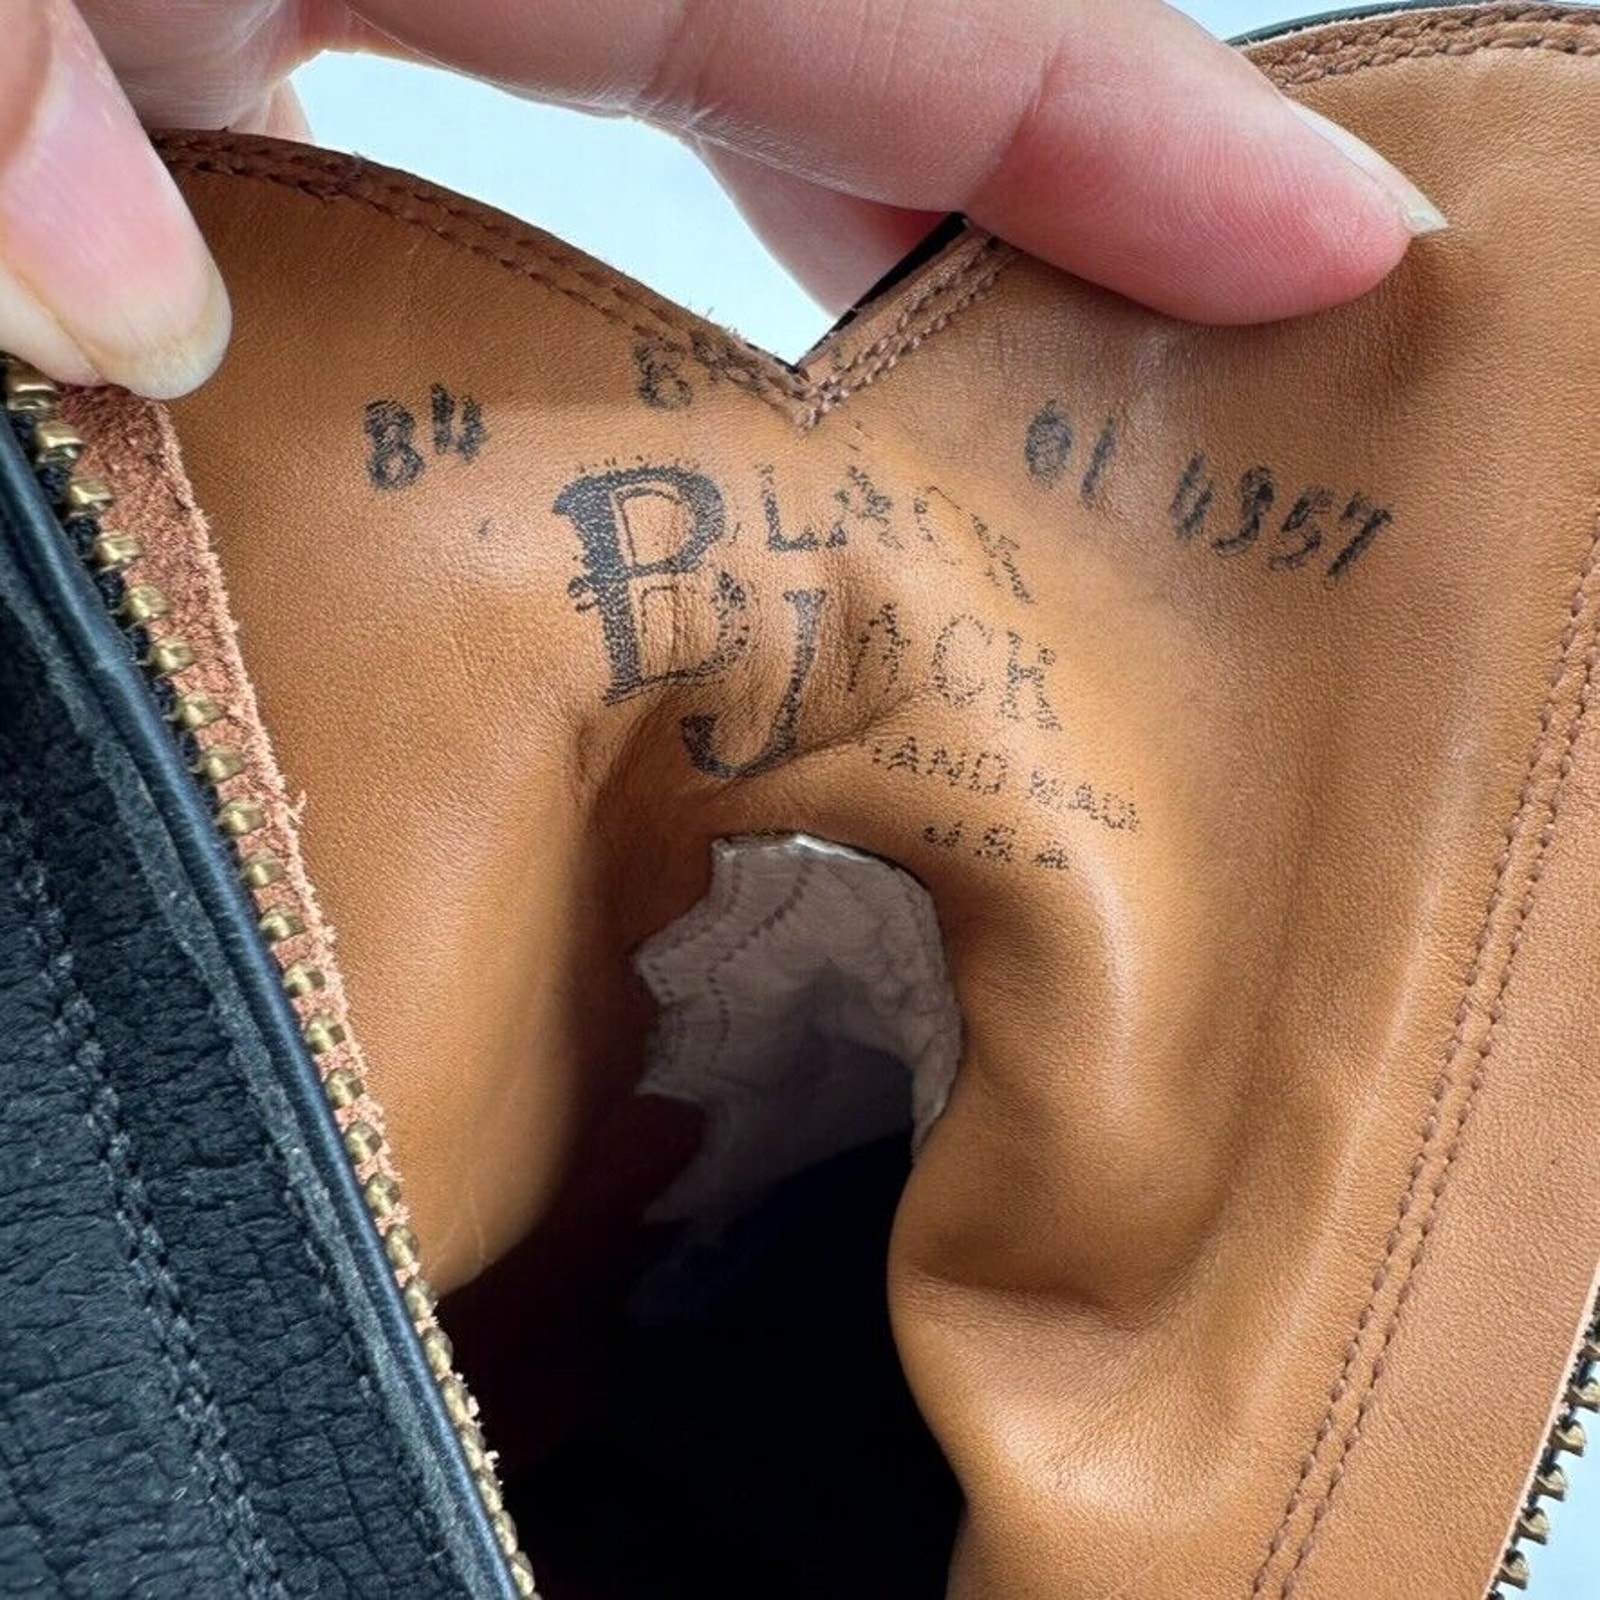 84
01 4357
BLACK
JACK
HAND MADE
USA